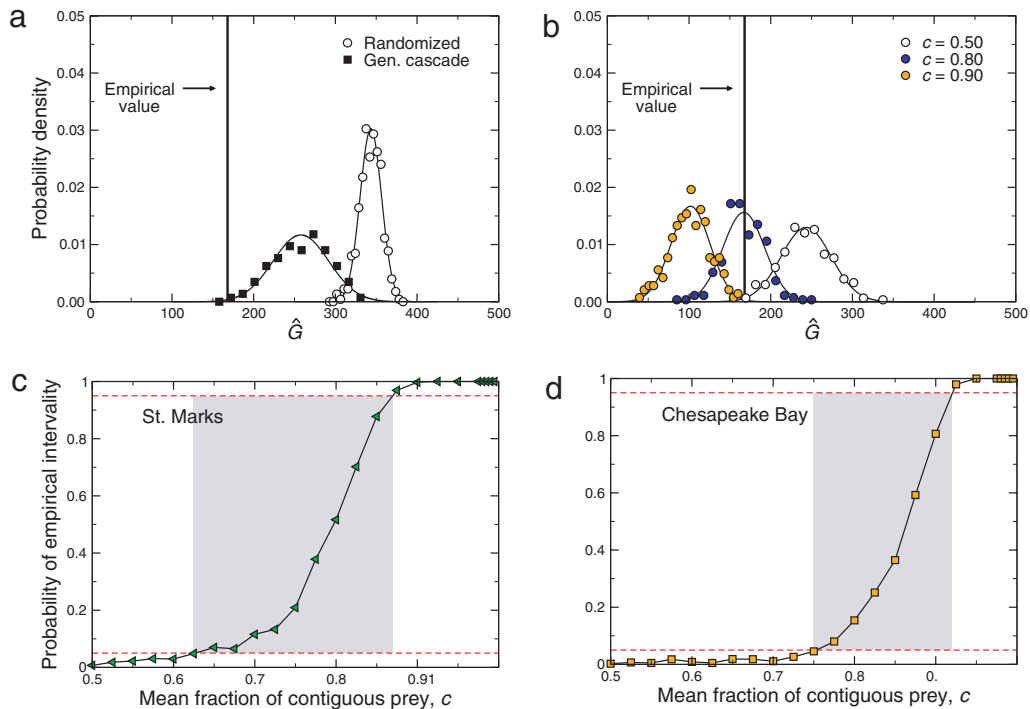 a
0.05
0.04
0.03
0.02
0.01
0.00
Probability density
Randomized
Gen. cascade
Empirical
value
0 100 200 300 400 500
Ĝ
b
0.05
0.04
0.03
0.02
0.01
0.00
c = 0.50
c = 0.80
c = 0.90
Empirical
value
0 100 200 300 400 500
Ĝ
c
1
0.8
0.6
0.4
0.2
0
Probability of empirical intervality
St. Marks
0.5 0.6 0.7 0.8 0.91
Mean fraction of contiguous prey, c
d
1
0.8
0.6
0.4
0.2
0
Chesapeake Bay
0.5 0.6 0.7 0.8 0.
Mean fraction of contiguous prey, c